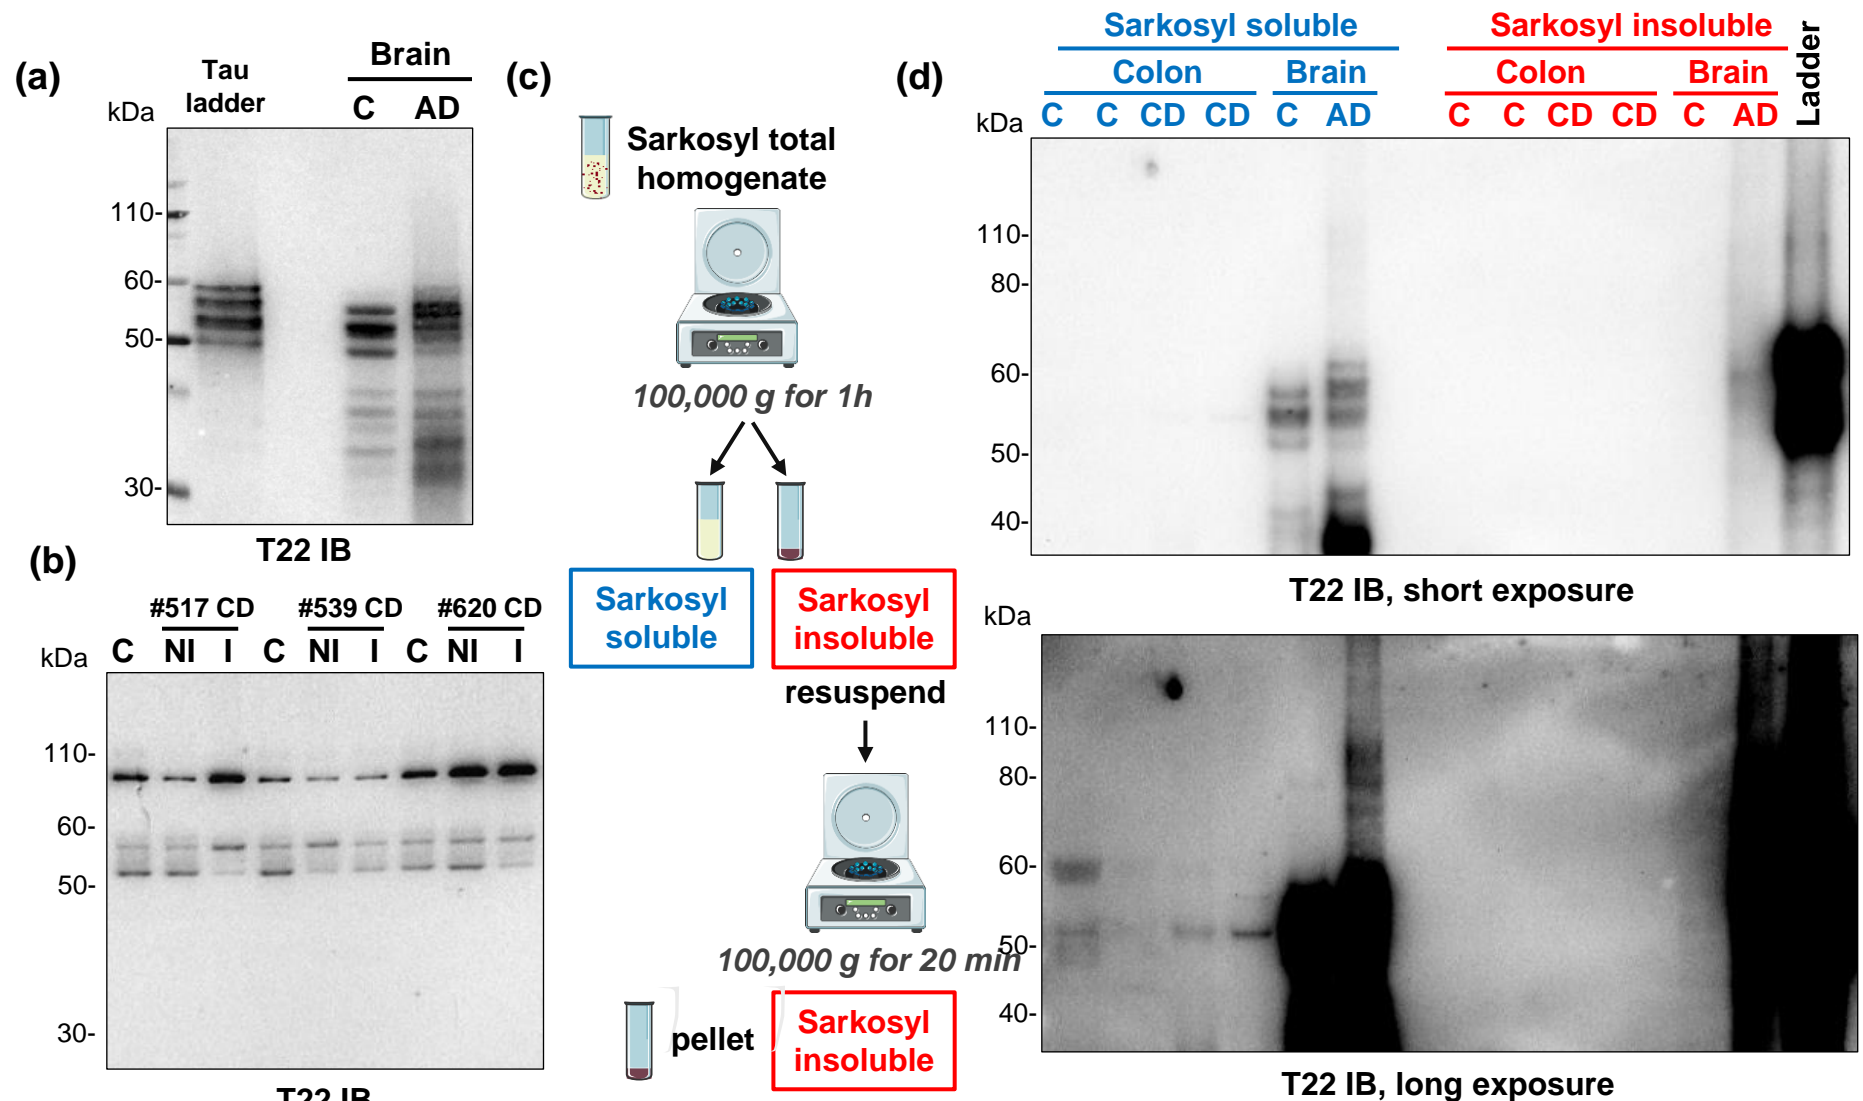 (a)
Tau
ladder
Brain
C AD
kDa
110-
60-
50-
30-
T22 IB
(b)
#517 CD #539 CD #620 CD
kDa C NI I C NI I C NI I
110-
60-
50-
30-
T22 IB
(c)
Sarkosyl total
homogenate
100,000 g for 1h
Sarkosyl
soluble
Sarkosyl
insoluble
resuspend
100,000 g for 20 min
pellet
Sarkosyl
insoluble
(d)
Sarkosyl soluble Sarkosyl insoluble
Colon Brain Colon Brain
C C CD CD C AD C C CD CD C AD Ladder
kDa
110-
80-
60-
50-
40-
T22 IB, short exposure
kDa
110-
80-
60-
50-
40-
T22 IB, long exposure